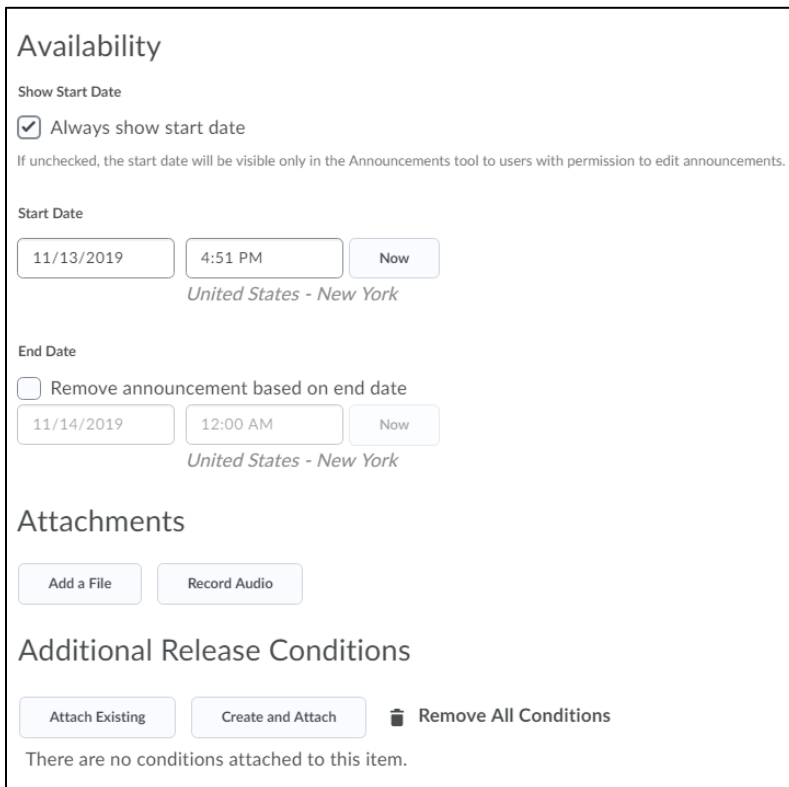 Availability
Show Start Date
Always show start date
If unchecked, the start date will be visible only in the Announcements tool to users with permission to edit announcements.
Start Date
11/13/2019 4:51 PM Now
United States - New York
End Date
Remove announcement based on end date
11/14/2019 12:00 AM Now
United States - New York
Attachments
Add a File Record Audio
Additional Release Conditions
Attach Existing Create and Attach Remove All Conditions
There are no conditions attached to this item.